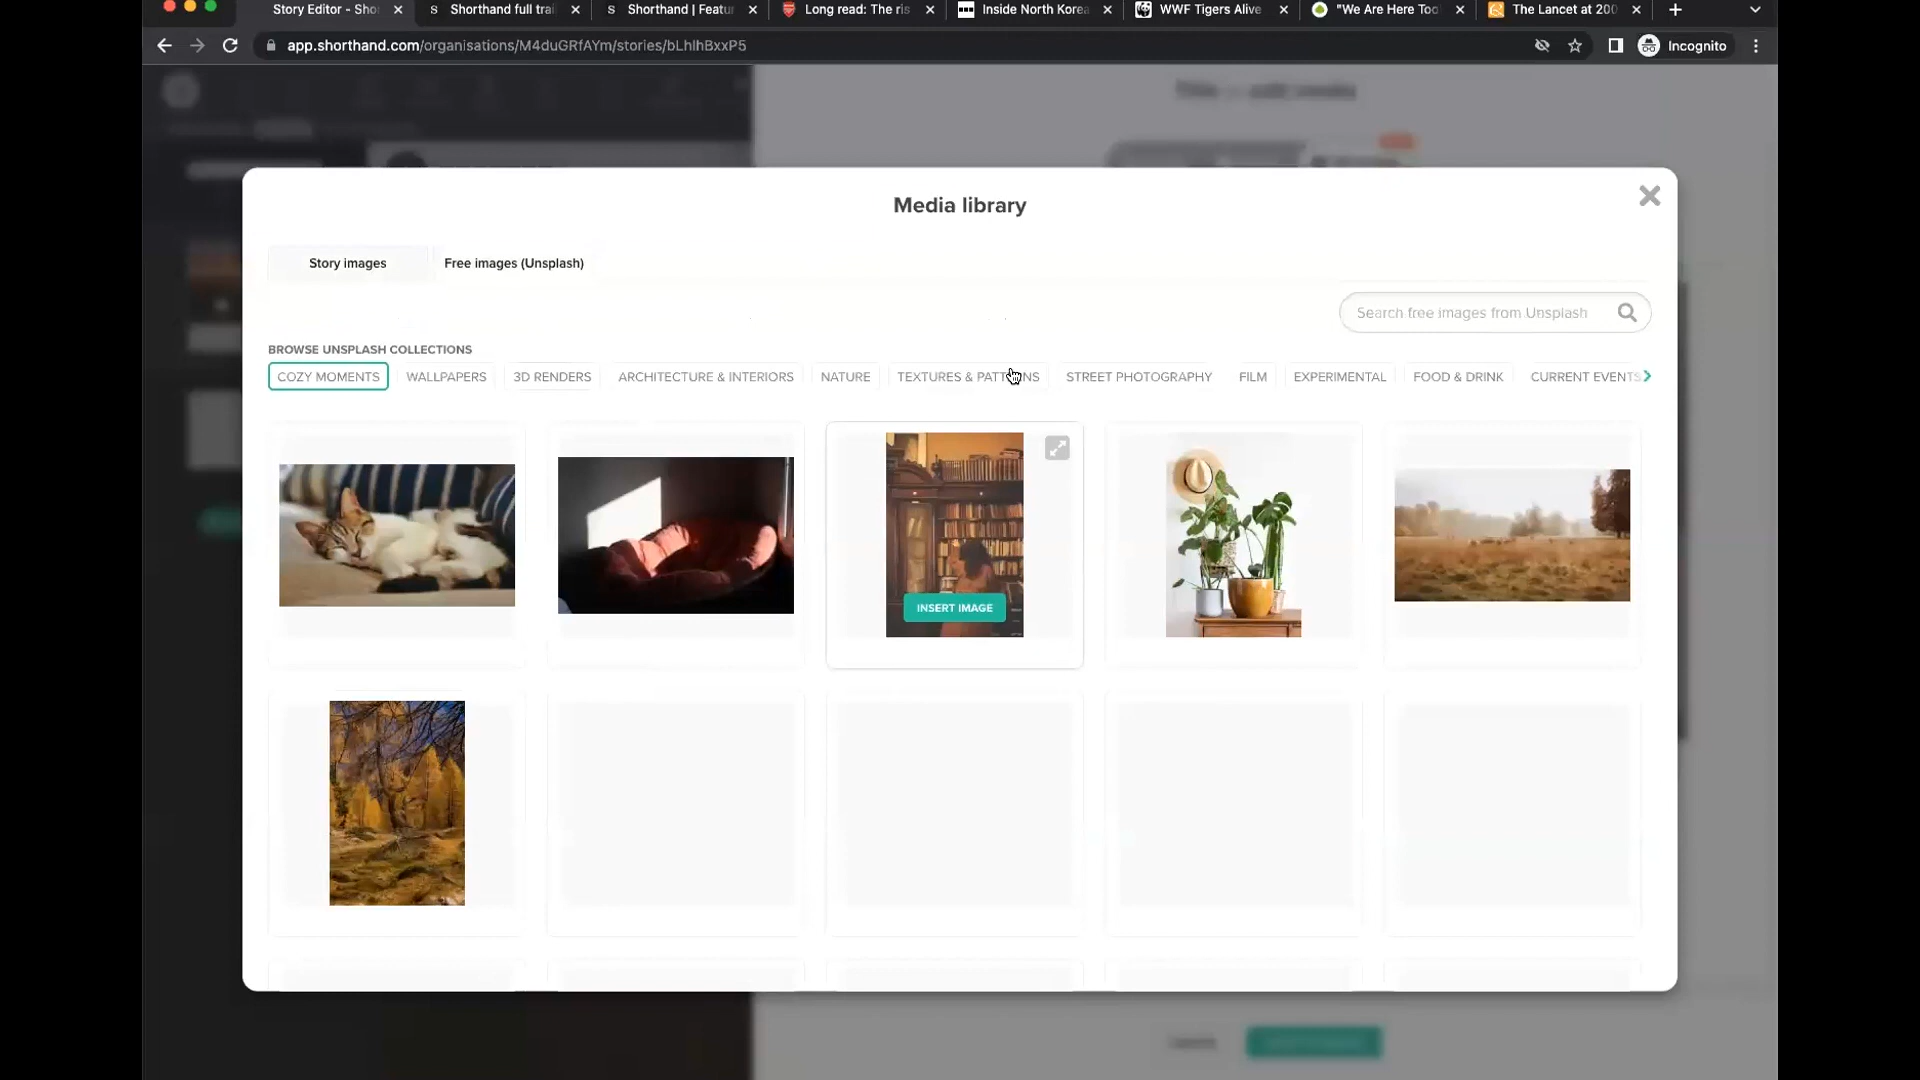 Story Editor - Sho
Shorthand full trai
Shorthand | Featu
Long read: The ris
Inside North Korea
WWF Tigers Alive
"We Are Here Too
The Lancet at 200
app.shorthand.com/organisations/M4duGRfAYm/stories/bLhIhBxxP5
Incognito
Media library
Story images
Free images (Unsplash)
Search free images from Unsplash
BROWSE UNSPLASH COLLECTIONS
COZY MOMENTS
WALLPAPERS
3D RENDERS
ARCHITECTURE & INTERIORS
NATURE
TEXTURES & PATTERNS
STREET PHOTOGRAPHY
FILM
EXPERIMENTAL
FOOD & DRINK
CURRENT EVENTS
INSERT IMAGE